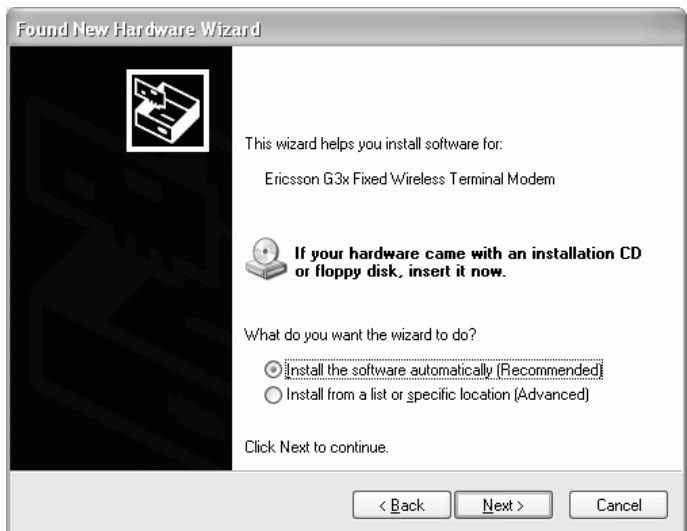 Found New Hardware Wizard
This wizard helps you install software for:
Ericsson G3x Fixed Wireless Terminal Modem
If your hardware came with an installation CD
or floppy disk, insert it now.
What do you want the wizard to do?
Install the software automatically (Recommended)
Install from a list or specific location (Advanced)
Click Next to continue.
< Back Next > Cancel